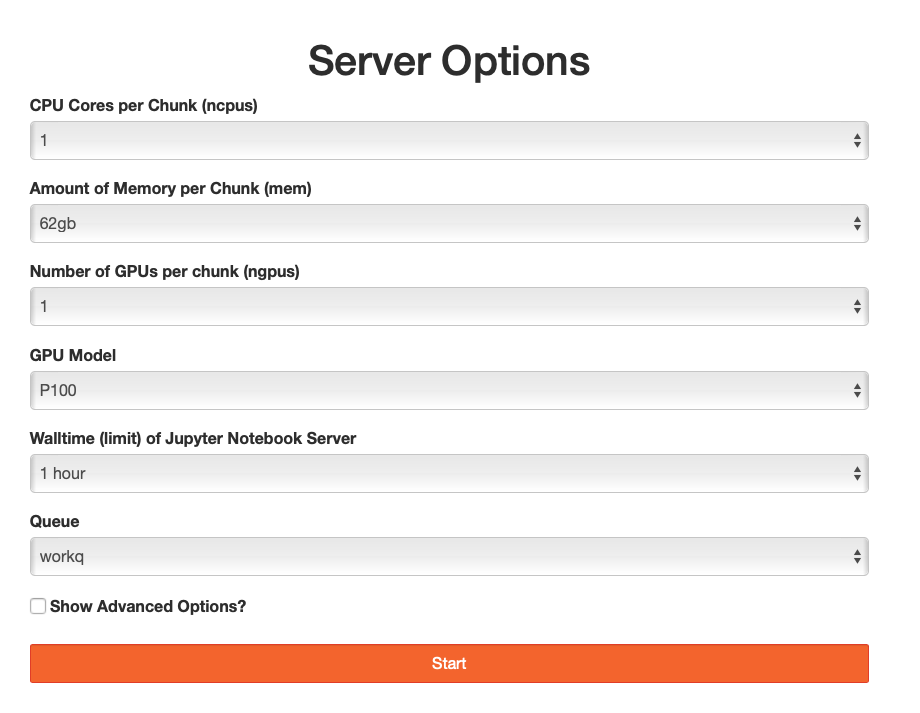 Server Options
CPU Cores per Chunk (ncpus)
1
Amount of Memory per Chunk (mem)
62gb
Number of GPUs per chunk (ngpus)
1
GPU Model
P100
Walltime (limit) of Jupyter Notebook Server
1 hour
Queue
workq
Show Advanced Options?
Start